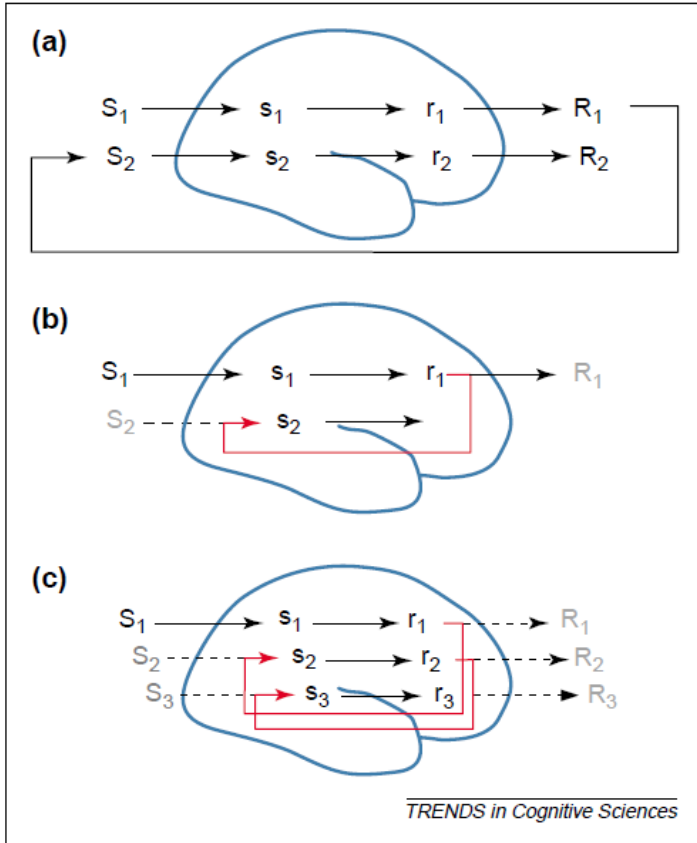 (a)
S₁ s₁ r₁ R₁
S₂ s₂ r₂ R₂
(b)
S₁ s₁ r₁ R₁
S₂ s₂
(c)
S₁ s₁ r₁ R₁
S₂ s₂ r₂ R₂
S₃ s₃ r₃ R₃
TRENDS in Cognitive Sciences